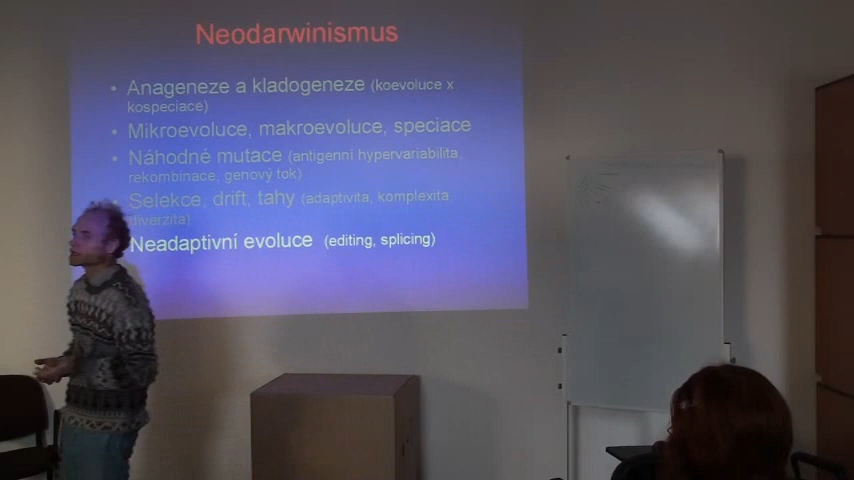 Neodarwinismus
• Anageneze a kladogeneze (koevoluce x
kospeciace)
• Mikroevoluce, makroevoluce, speciace
• Náhodné mutace (antigenní hypervariabilita,
rekombinace, genový tok)
• Selekce, drift, tahy (adaptivita, komplexita,
diverzita)
Neadaptivní evoluce (editing, splicing)